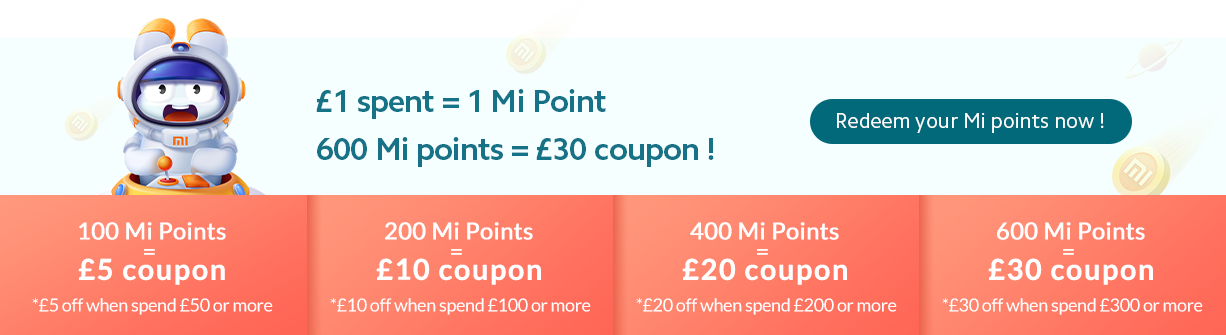 £1 spent = 1 Mi Point
600 Mi points = £30 coupon !
Redeem your Mi points now !
100 Mi Points
=
£5 coupon
*£5 off when spend £50 or more
200 Mi Points
=
£10 coupon
*£10 off when spend £100 or more
400 Mi Points
=
£20 coupon
*£20 off when spend £200 or more
600 Mi Points
=
£30 coupon
*£30 off when spend £300 or more